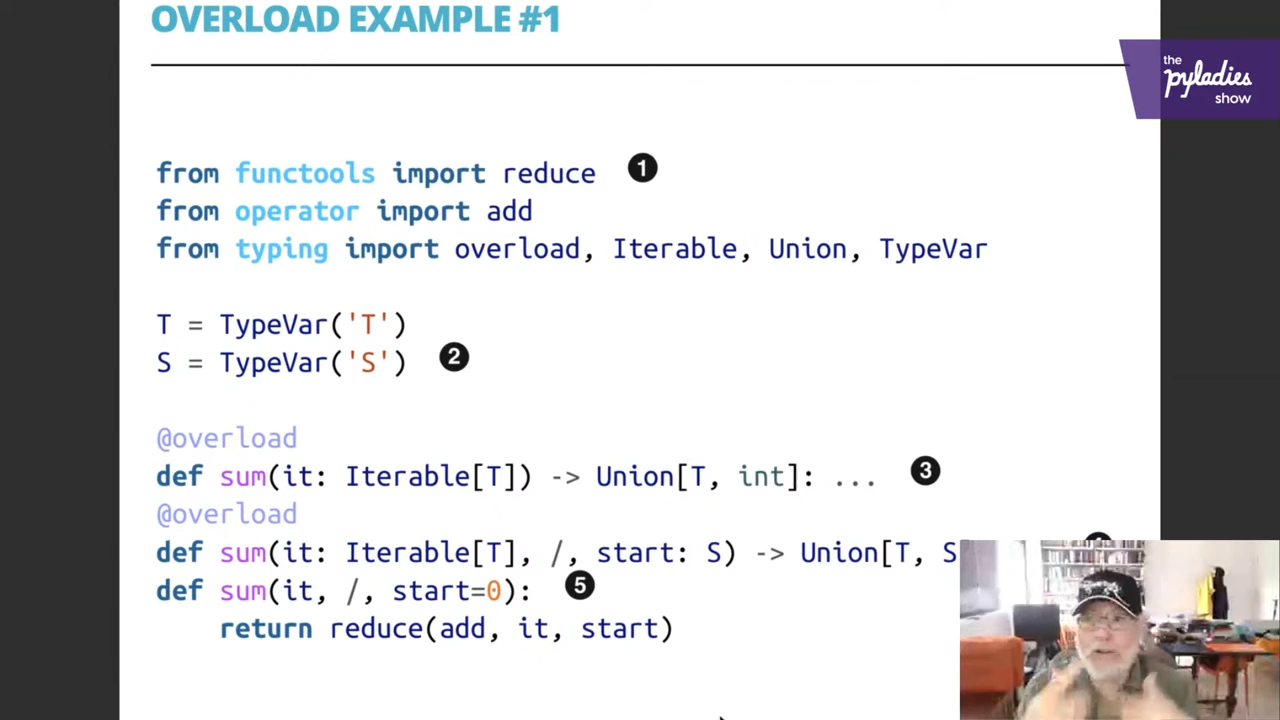 OVERLOAD EXAMPLE #1
the
pyladies
show
from functools import reduce 1
from operator import add
from typing import overload, Iterable, Union, TypeVar
T = TypeVar('T')
S = TypeVar('S') 2
@overload
def sum(it: Iterable[T]) -> Union[T, int]: ... 3
@overload
def sum(it: Iterable[T], /, start: S) -> Union[T, S
def sum(it, /, start=0): 5
return reduce(add, it, start)